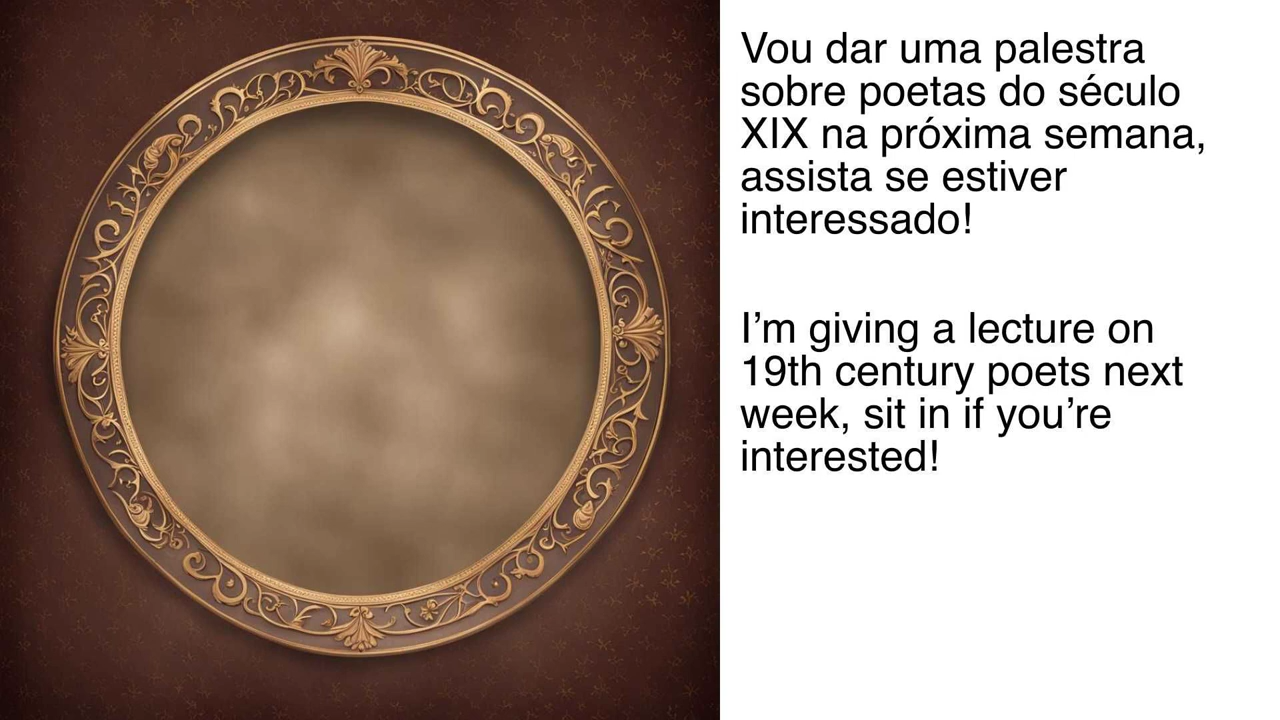 Vou dar uma palestra
sobre poetas do século
XIX na próxima semana,
assista se estiver
interessado!
I’m giving a lecture on
19th century poets next
week, sit in if you’re
interested!